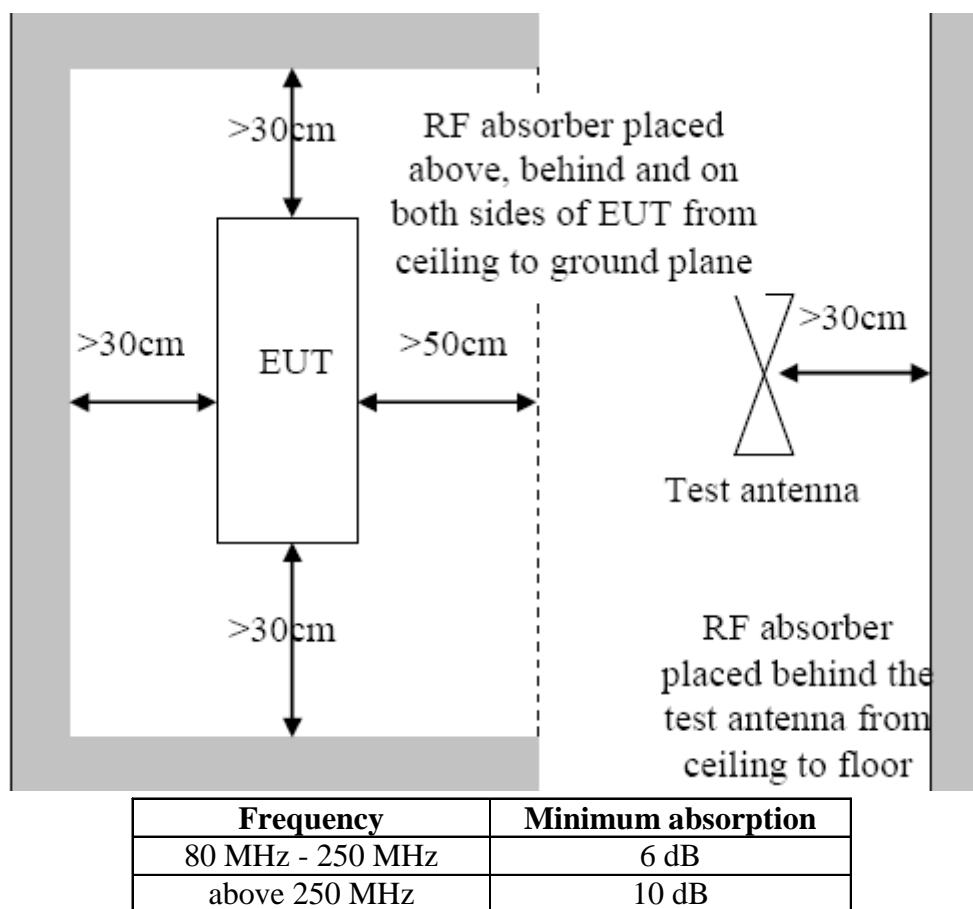 >30cm
RF absorber placed
above, behind and on
both sides of EUT from
ceiling to ground plane
>30cm
EUT
>50cm
>30cm
Test antenna
>30cm
RF absorber
placed behind the
test antenna from
ceiling to floor
Frequency Minimum absorption
80 MHz - 250 MHz 6 dB
above 250 MHz 10 dB